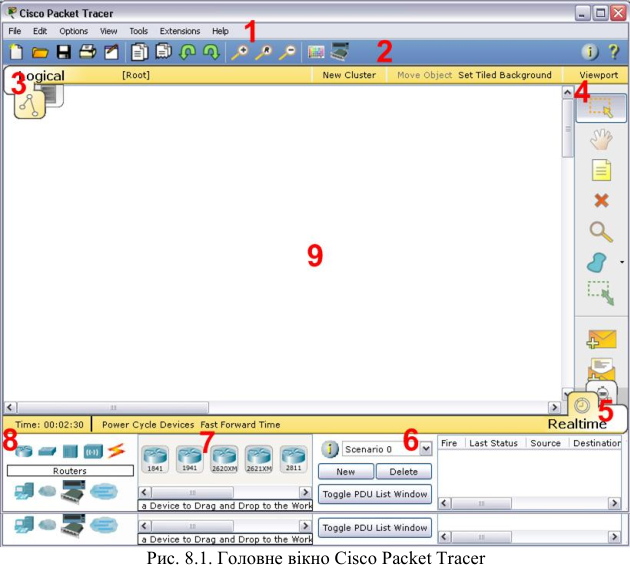 Cisco Packet Tracer
File Edit Options View Tools Extensions Help
1
2
Logical [Root] New Cluster Move Object Set Tiled Background Viewport
3
4
9
5
Time: 00:02:30 Power Cycle Devices Fast Forward Time Realtime
8
7
6
Scenario 0
Fire Last Status Source Destination
1841 1941 2620XM 2621XM 2811
Routers
New Delete
Toggle PDU List Window
a Device to Drag and Drop to the Work
Toggle PDU List Window
a Device to Drag and Drop to the Work
Рис. 8.1. Головне вікно Cisco Packet Tracer